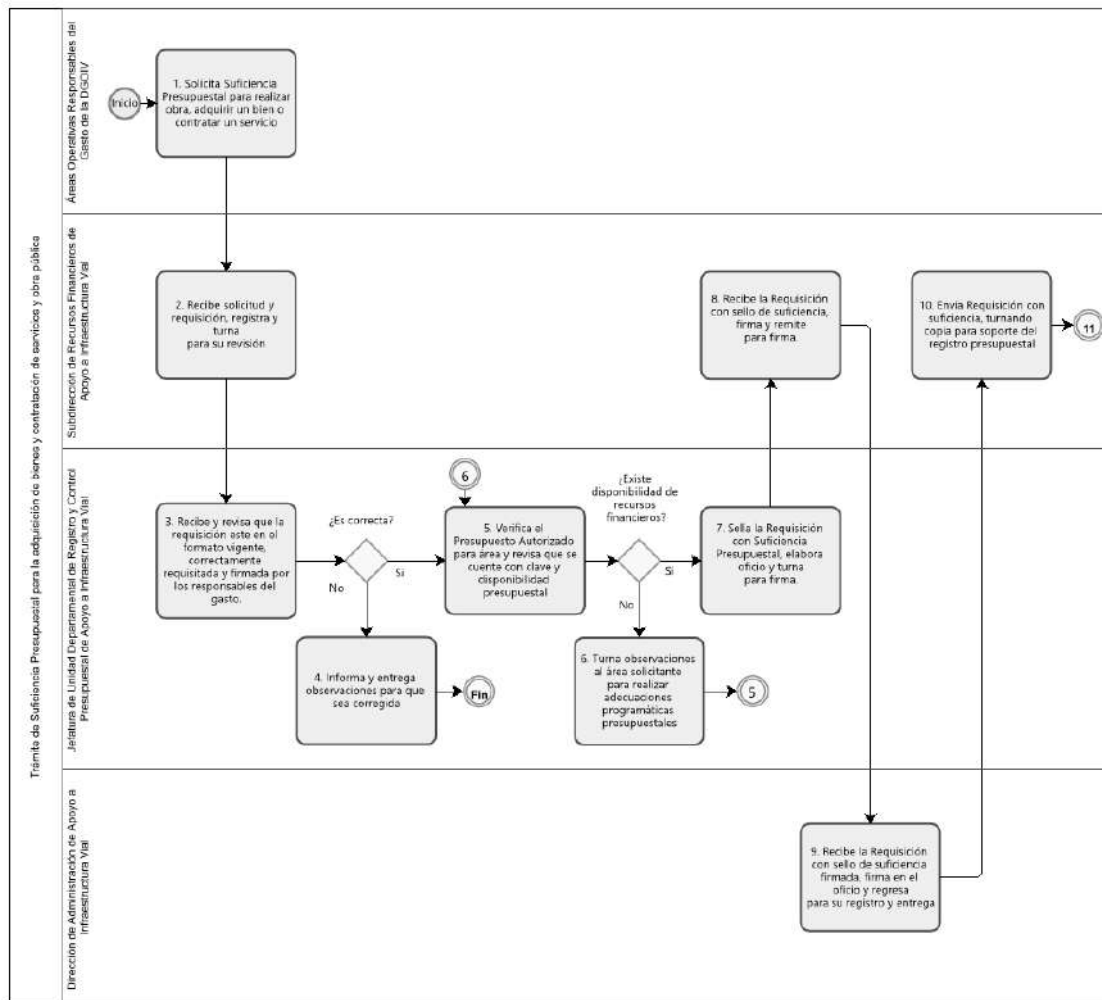 Trámite de Suficiencia Presupuestal para la adquisición de bienes y contratación de servicios y obra pública
Áreas Operativas Responsables del
Gasto de la DGCIV
Inicio
1. Solicita Suficiencia
Presupuestal para realizar
obra, adquirir un bien o
contratar un servicio
Subdirección de Recursos Financieros de
Apoyo a Infraestructura Vial
2. Recibe solicitud y
requisición, registra y
turna
para su revisión
8. Recibe la Requisición
con sello de suficiencia,
firma y remite
para firma.
10. Envía Requisición con
suficiencia, turnando
copia para soporte del
registro presupuestal
11
Jefatura de Unidad Departamental de Registro y Control
Presupuestal de Apoyo a Infraestructura Vial
3. Recibe y revisa que la
requisición este en el
formato vigente,
correctamente
requisitada y firmada por
los responsables del
gasto.
¿Es correcta?
Si
No
4. Informa y entrega
observaciones para que
sea corregida
Fin
6
5. Verifica el
Presupuesto Autorizado
para área y revisa que se
cuente con clave y
disponibilidad
presupuestal
¿Existe
disponibilidad de
recursos
financieros?
Si
No
6. Turna observaciones
al área solicitante
para realizar
adecuaciones
programáticas
presupuestales
5
7. Sella la Requisición
con Suficiencia
Presupuestal, elabora
oficio y turna
para firma.
Dirección de Administración de Apoyo a
Infraestructura Vial
9. Recibe la Requisición
con sello de suficiencia
firmada, firma en el
oficio y regresa
para su registro y entrega